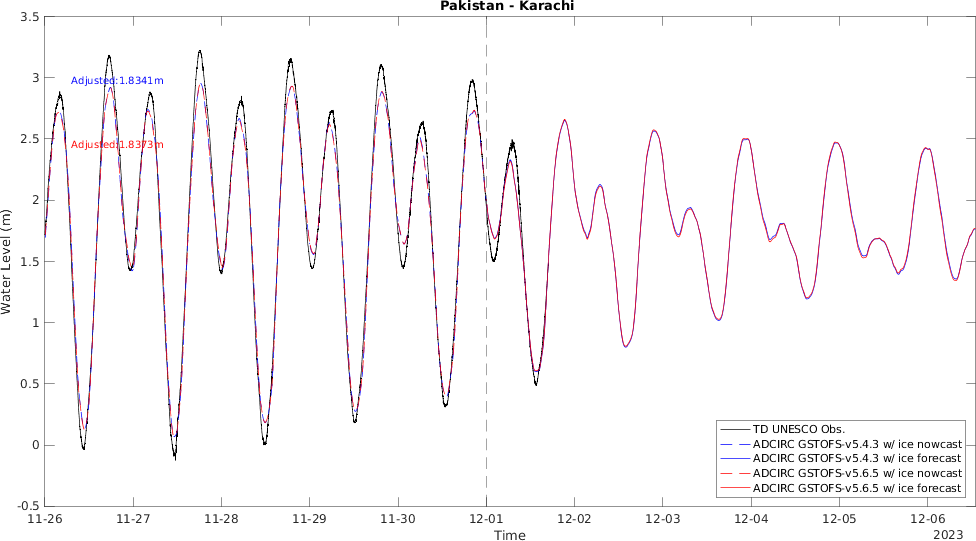 Pakistan - Karachi
3.5
3
2.5
2
1.5
1
0.5
0
-0.5
Water Level (m)
Adjusted:1.8341m
Adjusted:1.8373m
TD UNESCO Obs.
ADCIRC GSTOFS-v5.4.3 w/ ice nowcast
ADCIRC GSTOFS-v5.4.3 w/ ice forecast
ADCIRC GSTOFS-v5.6.5 w/ ice nowcast
ADCIRC GSTOFS-v5.6.5 w/ ice forecast
11-26 11-27 11-28 11-29 11-30 12-01 12-02 12-03 12-04 12-05 12-06
Time
2023